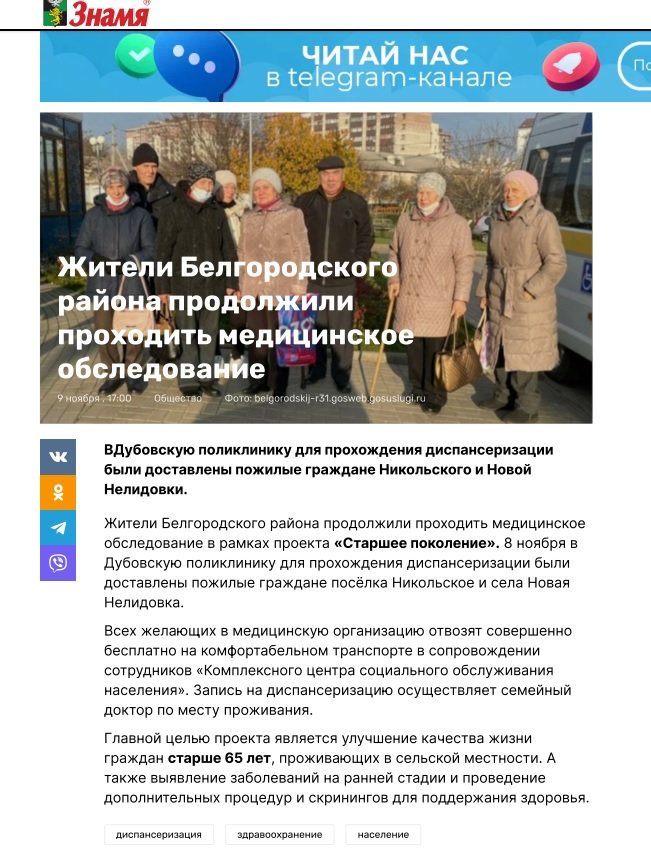 Знамя
ЧИТАЙ НАС
в telegram-канале
Жители Белгородского
района продолжили
проходить медицинское
обследование
9 ноября , 17:00 Общество Фото: belgorodskij-r31.gosweb.gosuslugi.ru
ВДубовскую поликлинику для прохождения диспансеризации
были доставлены пожилые граждане Никольского и Новой
Нелидовки.
Жители Белгородского района продолжили проходить медицинское
обследование в рамках проекта «Старшее поколение». 8 ноября в
Дубовскую поликлинику для прохождения диспансеризации были
доставлены пожилые граждане посёлка Никольское и села Новая
Нелидовка.
Всех желающих в медицинскую организацию отвозят совершенно
бесплатно на комфортабельном транспорте в сопровождении
сотрудников «Комплексного центра социального обслуживания
населения». Запись на диспансеризацию осуществляет семейный
доктор по месту проживания.
Главной целью проекта является улучшение качества жизни
граждан старше 65 лет, проживающих в сельской местности. А
также выявление заболеваний на ранней стадии и проведение
дополнительных процедур и скринингов для поддержания здоровья.
диспансеризация здравоохранение население